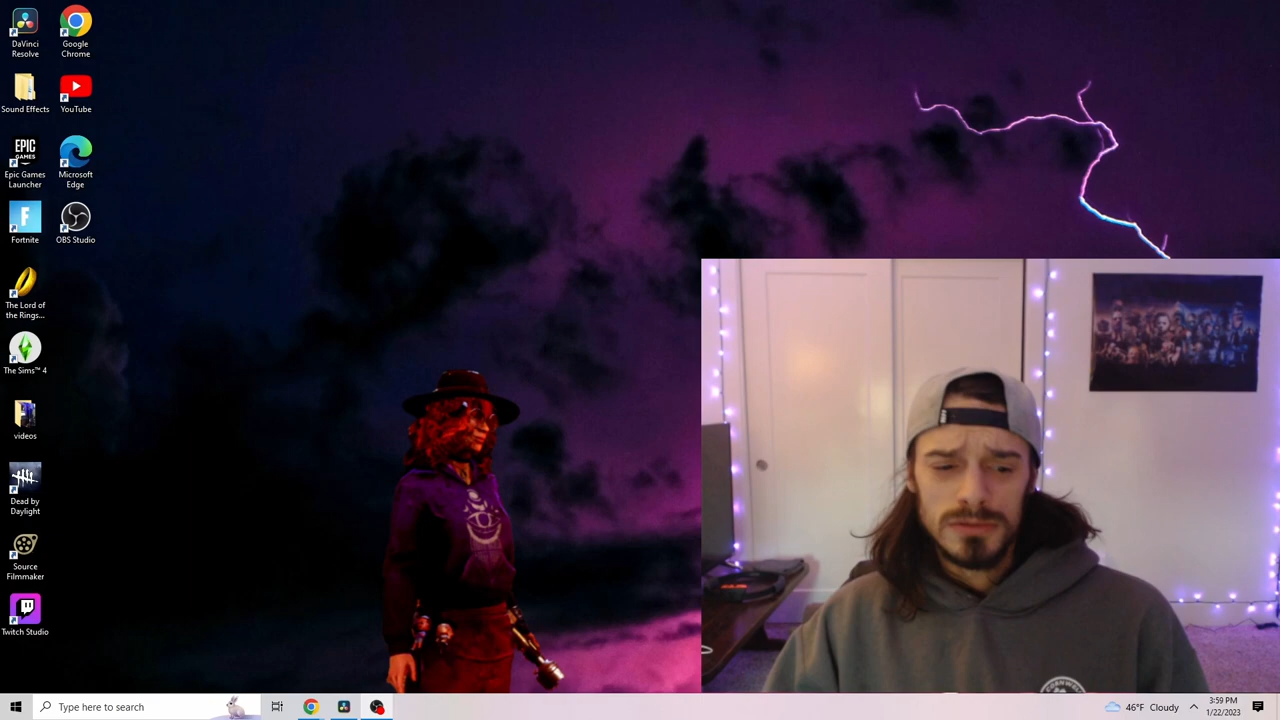 DaVinci
Resolve
Google
Chrome
Sound Effects
YouTube
EPIC
GAMES
Epic Games
Launcher
Microsoft
Edge
Fortnite
OBS Studio
The Lord of
the Rings...
The Sims™ 4
videos
Dead by
Daylight
Source
Filmmaker
Twitch Studio
Type here to search
46°F Cloudy
3:59 PM
1/22/2023